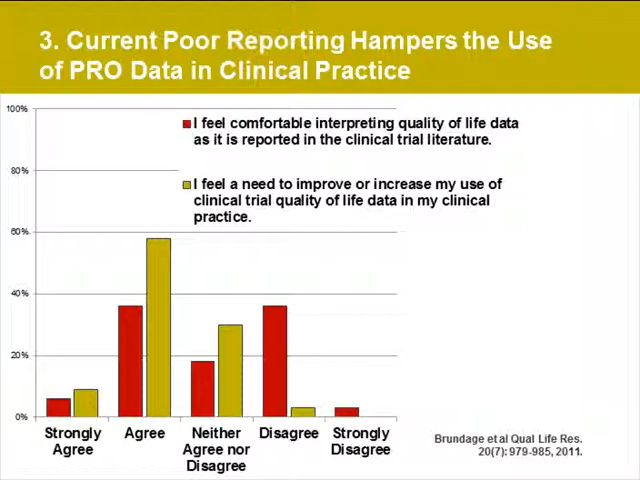 3. Current Poor Reporting Hampers the Use
of PRO Data in Clinical Practice
100%
80%
60%
40%
20%
0%
I feel comfortable interpreting quality of life data
as it is reported in the clinical trial literature.
I feel a need to improve or increase my use of
clinical trial quality of life data in my clinical
practice.
Strongly
Agree
Agree
Neither
Agree nor
Disagree
Disagree
Strongly
Disagree
Brundage et al Qual Life Res.
20(7): 979-985, 2011.